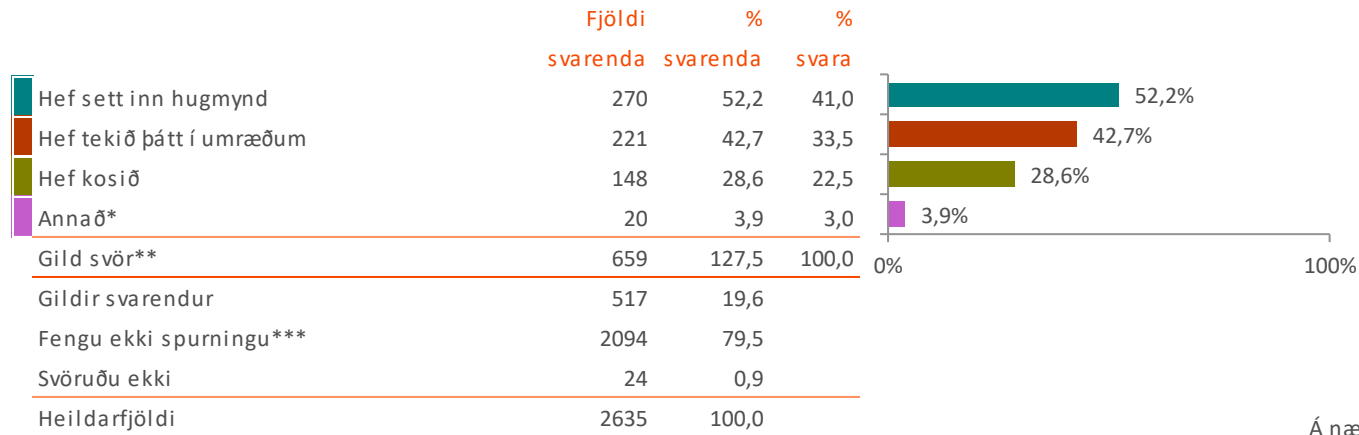 Fjöldi % %
svarenda svarenda svara
Hef sett inn hugmynd 270 52,2 41,0 52,2%
Hef tekið þátt í umræðum 221 42,7 33,5 42,7%
Hef kosið 148 28,6 22,5 28,6%
Annað* 20 3,9 3,0 3,9%
Gild svör** 659 127,5 100,0 0% 100%
Gildir svarendur 517 19,6
Fengu ekki spurningu*** 2094 79,5
Svöruðu ekki 24 0,9
Heildarfjöldi 2635 100,0
Á næ